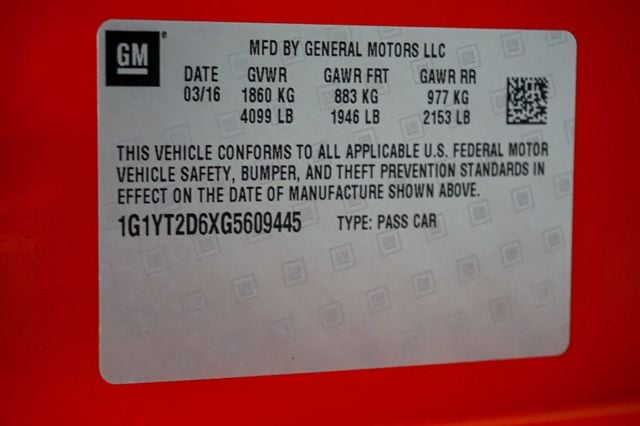 GM
MFD BY GENERAL MOTORS LLC
DATE GVWR GAWR FRT GAWR RR
03/16 1860 KG 883 KG 977 KG
4099 LB 1946 LB 2153 LB
THIS VEHICLE CONFORMS TO ALL APPLICABLE U.S. FEDERAL MOTOR
VEHICLE SAFETY, BUMPER, AND THEFT PREVENTION STANDARDS IN
EFFECT ON THE DATE OF MANUFACTURE SHOWN ABOVE.
1G1YT2D6XG5609445 TYPE: PASS CAR